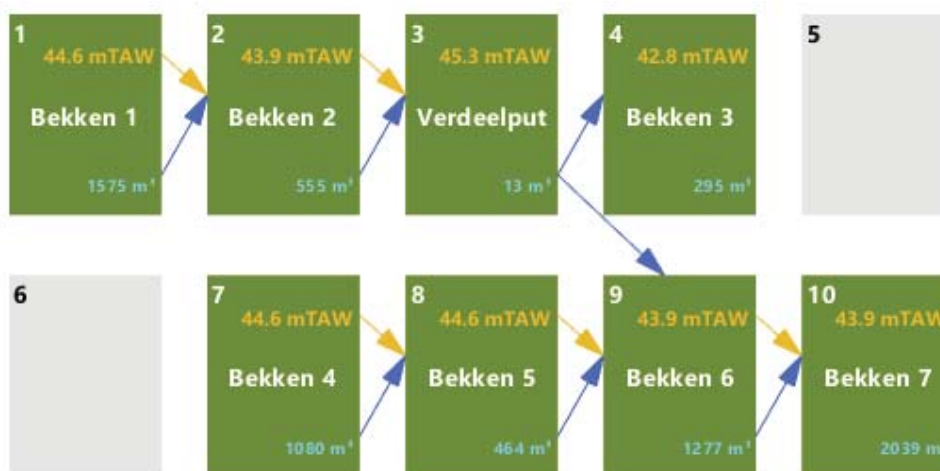 1
44.6 mTAW
Bekken 1
1575 m³
2
43.9 mTAW
Bekken 2
555 m³
3
45.3 mTAW
Verdeelput
13 m³
4
42.8 mTAW
Bekken 3
295 m³
5
6
7
44.6 mTAW
Bekken 4
1080 m³
8
44.6 mTAW
Bekken 5
464 m³
9
43.9 mTAW
Bekken 6
1277 m³
10
43.9 mTAW
Bekken 7
2039 m